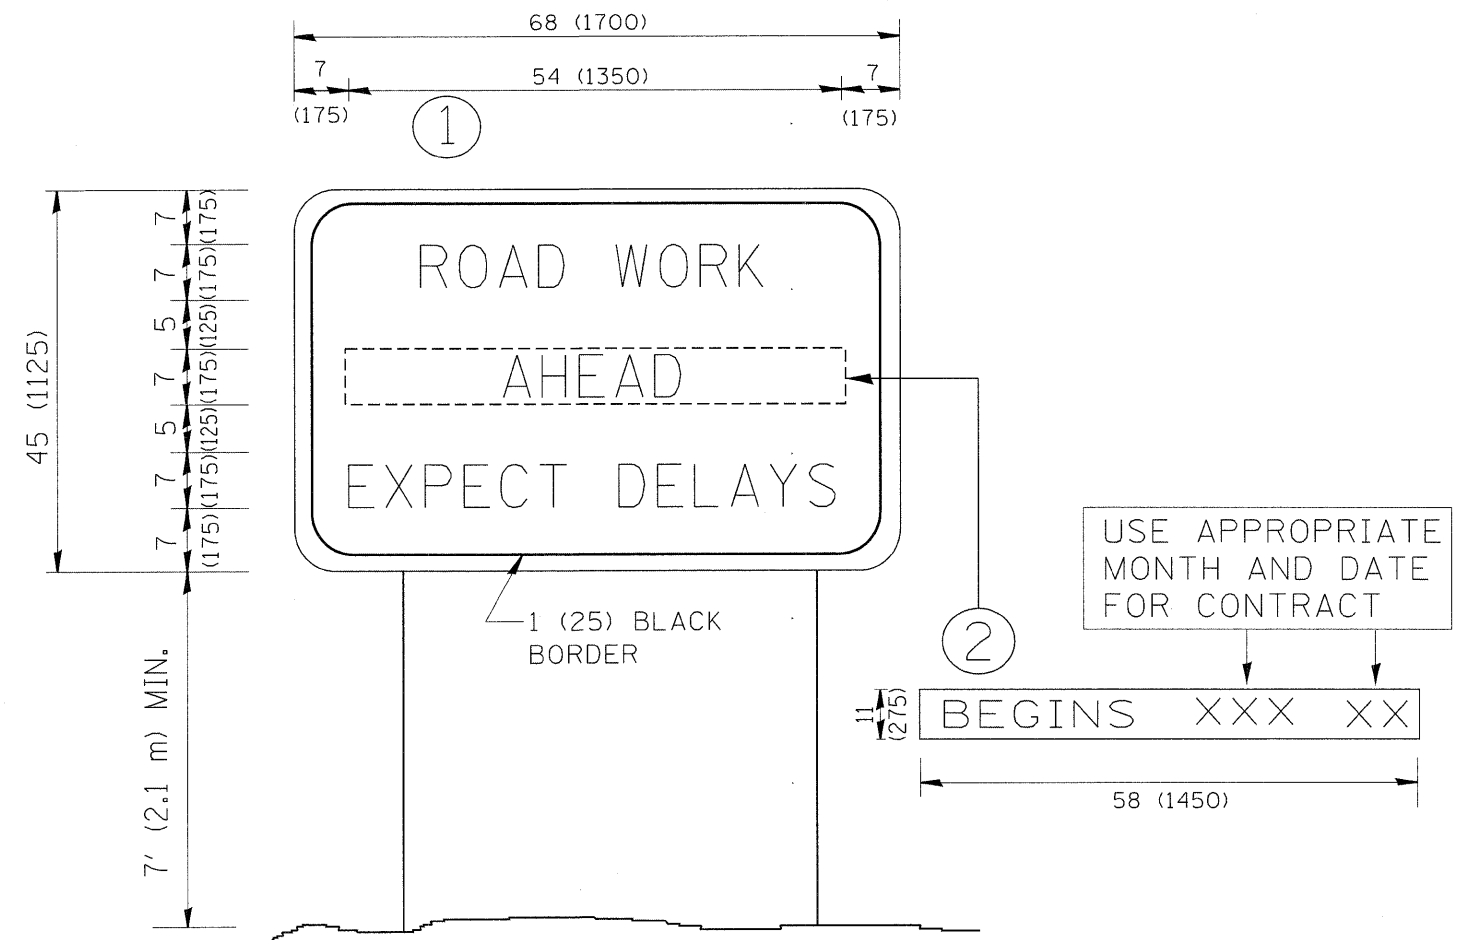 68 (1700)
7
54 (1350)
7
(175)
(175)
1
7
(175)
7
(175)
5
(125)
7
(175)
5
(125)
7
(175)
7
(175)
45 (1125)
ROAD WORK
AHEAD
EXPECT DELAYS
1 (25) BLACK
BORDER
7' (2.1 m) MIN.
2
USE APPROPRIATE
MONTH AND DATE
FOR CONTRACT
11
(275)
BEGINS XXX XX
58 (1450)